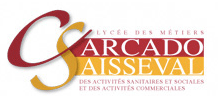 LYCÉE DES MÉTIERS
CARCADO
SAISSEVAL
DES ACTIVITÉS SANITAIRES ET SOCIALES
ET DES ACTIVITÉS COMMERCIALES